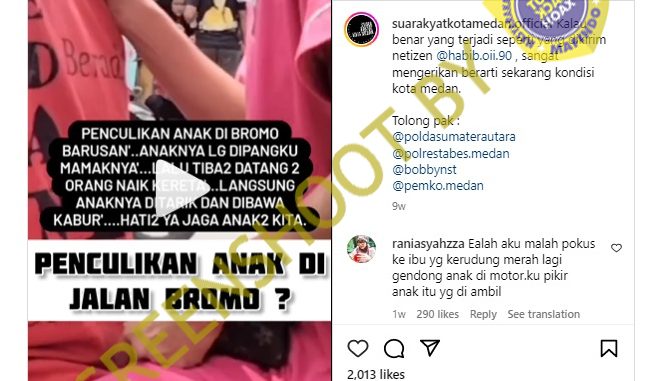 Berda
PENCULIKAN ANAK DI BROMO
BARUSAN'..ANAKNYA LG DIPANGKU
MAMAKNYA'...LALU TIBA2 DATANG 2
ORANG NAIK KERETA'...LANGSUNG
ANAKNYA DITARIK DAN DIBAWA
KABUR'....HATI2 YA JAGA ANAK2 KITA.
PENCULIKAN ANAK DI
JALAN BROMO ?
SCREENSHOOT BY
HOAX
suarakyatkotamedan.official Kalau
benar yang terjadi seperti yang dikirim
netizen @habib.oii.90 , sangat
mengerikan berarti sekarang kondisi
kota medan.
Tolong pak :
@poldasumaterautara
@polrestabes.medan
@bobbynst
@pemko.medan
9w
raniasyahzza Ealah aku malah pokus
ke ibu yg kerudung merah lagi
gendong anak di motor.ku pikir
anak itu yg di ambil
1w 290 likes Reply See translation
2,013 likes